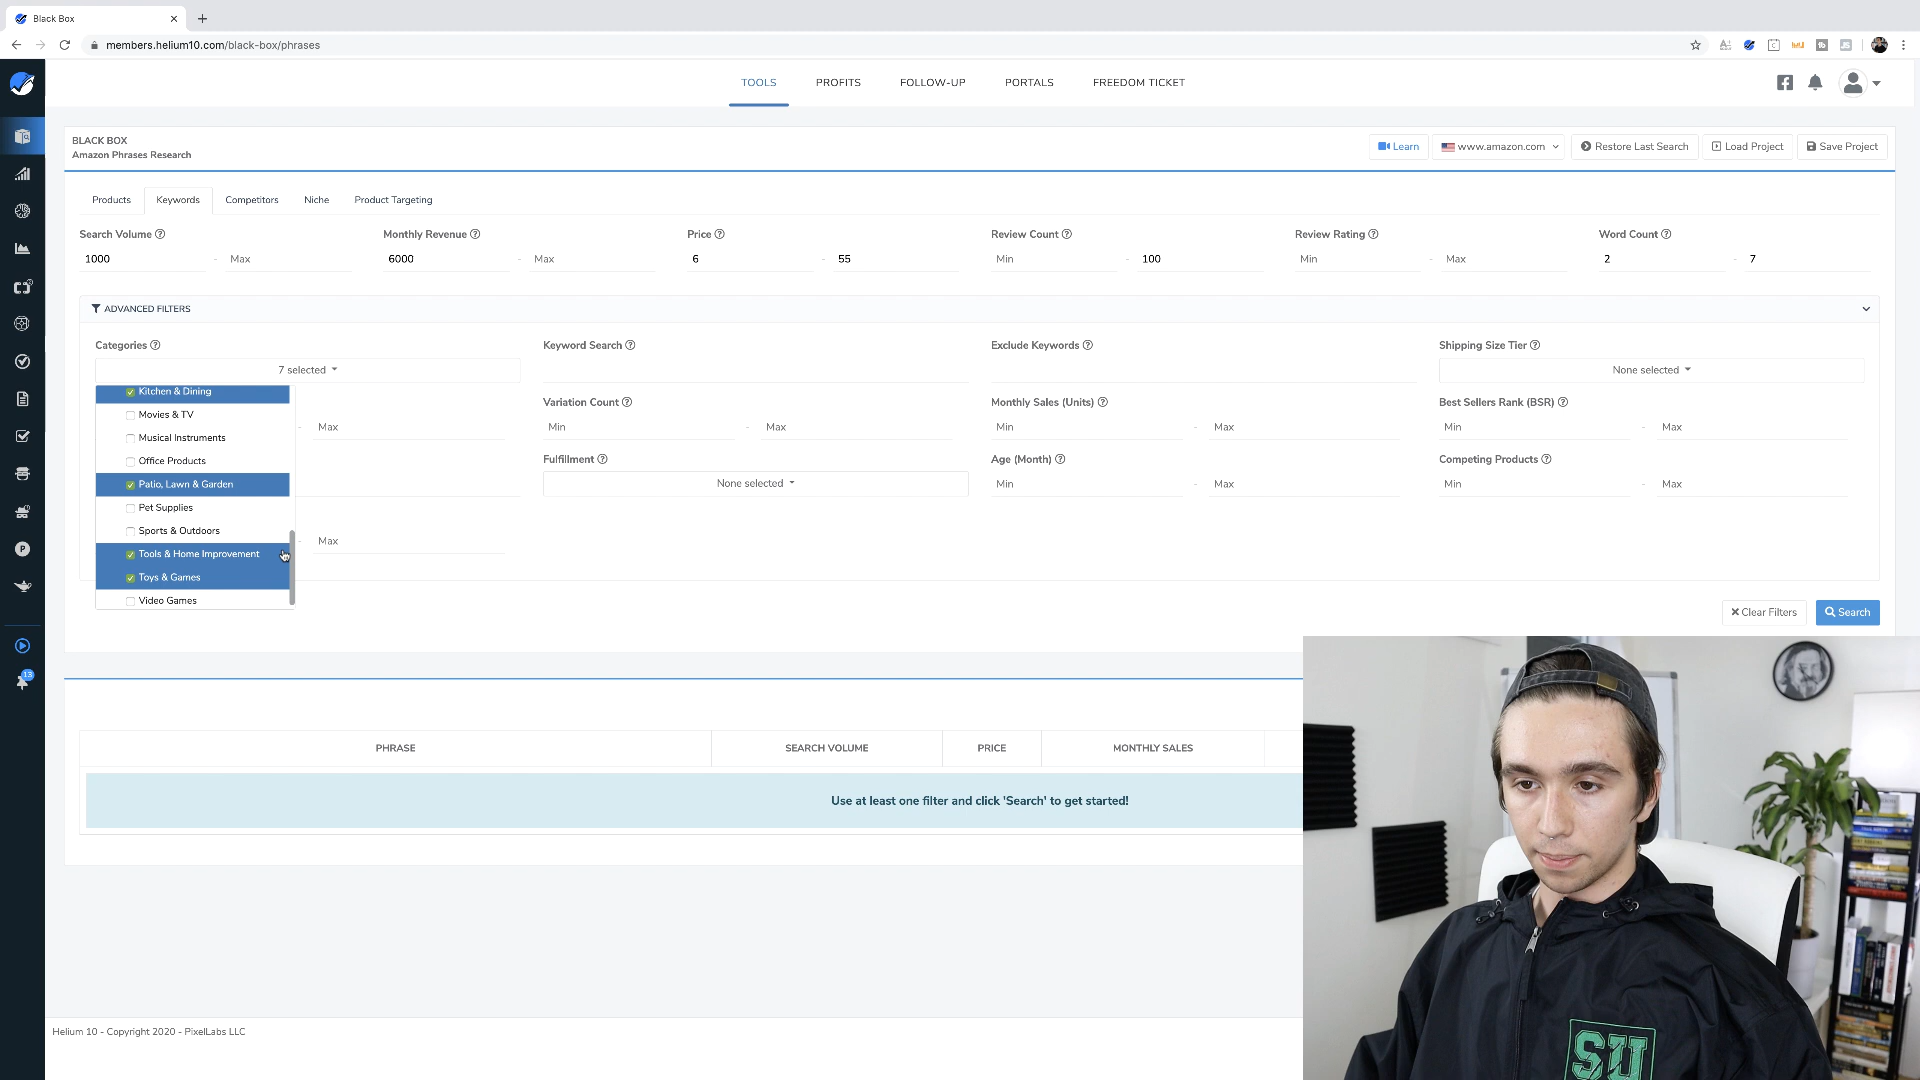 Black Box
members.helium10.com/black-box/phrases
TOOLS PROFITS FOLLOW-UP PORTALS FREEDOM TICKET
BLACK BOX
Amazon Phrases Research
Learn www.amazon.com Restore Last Search Load Project Save Project
Products Keywords Competitors Niche Product Targeting
Search Volume Monthly Revenue Price Review Count Review Rating Word Count
1000 - Max 6000 - Max 6 - 55 Min - 100 Min - Max 2 - 7
ADVANCED FILTERS
Categories Keyword Search Exclude Keywords Shipping Size Tier
7 selected None selected
Kitchen & Dining
Variation Count Monthly Sales (Units) Best Sellers Rank (BSR)
Movies & TV
- Max Min - Max Min - Max Min - Max
Musical Instruments
Office Products
Fulfillment Age (Month) Competing Products
Patio, Lawn & Garden
None selected Min - Max Min - Max
Pet Supplies
Sports & Outdoors
- Max
Tools & Home Improvement
Toys & Games
Video Games
Clear Filters Search
13
PHRASE SEARCH VOLUME PRICE MONTHLY SALES
Use at least one filter and click 'Search' to get started!
Helium 10 - Copyright 2020 - PixelLabs LLC
SU